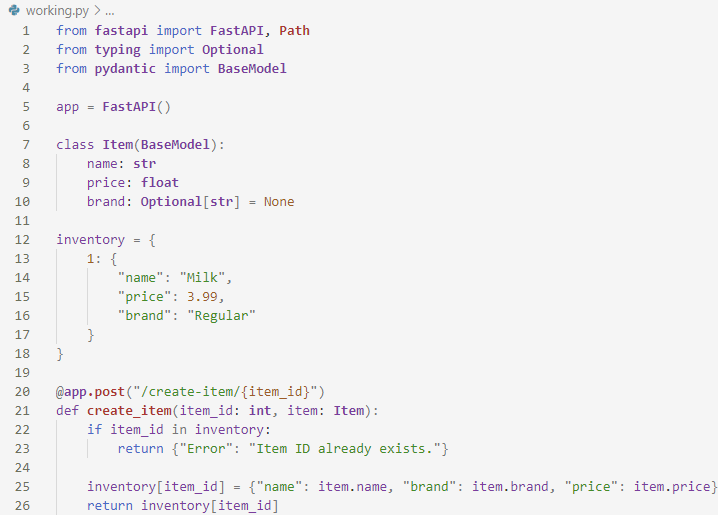 working.py > ...
1 from fastapi import FastAPI, Path
2 from typing import Optional
3 from pydantic import BaseModel
4
5 app = FastAPI()
6
7 class Item(BaseModel):
8     name: str
9     price: float
10     brand: Optional[str] = None
11
12 inventory = {
13     1: {
14         "name": "Milk",
15         "price": 3.99,
16         "brand": "Regular"
17     }
18 }
19
20 @app.post("/create-item/{item_id}")
21 def create_item(item_id: int, item: Item):
22     if item_id in inventory:
23         return {"Error": "Item ID already exists."}
24
25     inventory[item_id] = {"name": item.name, "brand": item.brand, "price": item.price}
26     return inventory[item_id]